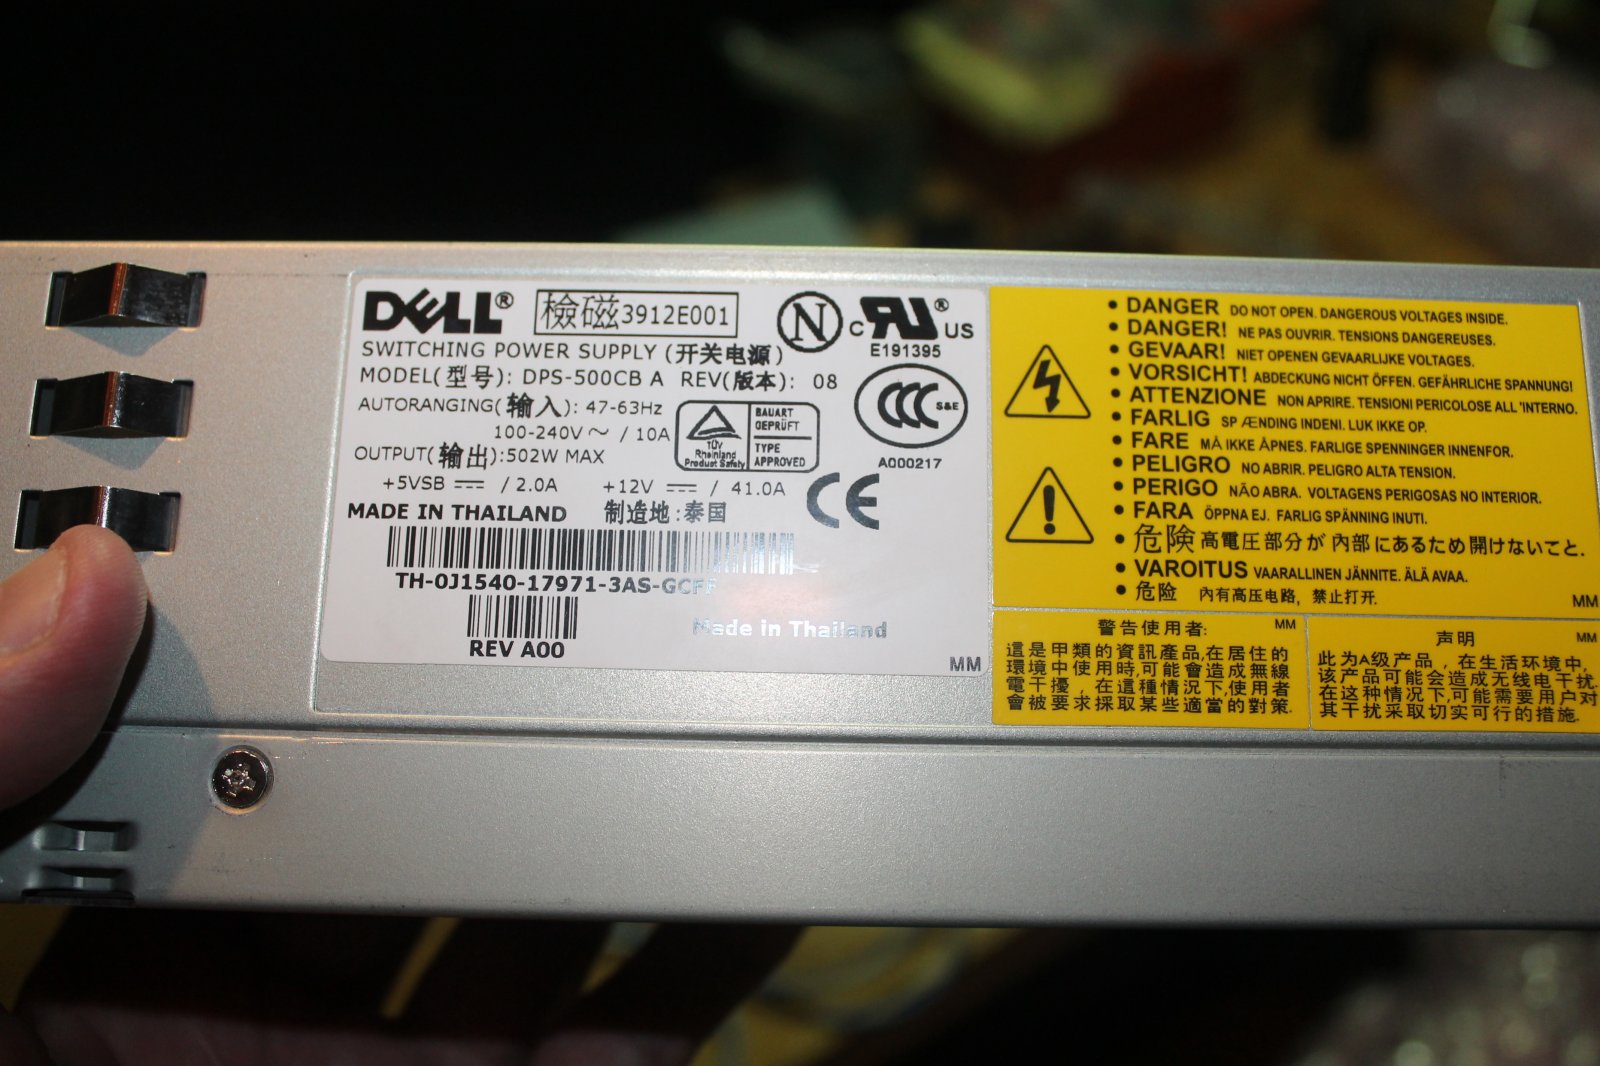 DELL® 檢磁3912E001 N C RU® US
E191395
SWITCHING POWER SUPPLY (开关电源)
MODEL(型号): DPS-500CB A REV(版本): 08
AUTORANGING(输入): 47-63Hz
100-240V～ / 10A
OUTPUT(输出):502W MAX
+5VSB ⎓ / 2.0A +12V ⎓ / 41.0A
MADE IN THAILAND 制造地:泰国
TÜV
Rheinland
Product Safety
BAUART
GEPRÜFT
TYPE
APPROVED
CCC S&E
A000217
CE
TH-0J1540-17971-3AS-
REV A00
Made in Thailand
MM
• DANGER DO NOT OPEN. DANGEROUS VOLTAGES INSIDE.
• DANGER! NE PAS OUVRIR. TENSIONS DANGEREUSES.
• GEVAAR! NIET OPENEN GEVAARLIJKE VOLTAGES.
• VORSICHT! ABDECKUNG NICHT ÖFFEN. GEFÄHRLICHE SPANNUNG!
• ATTENZIONE NON APRIRE. TENSIONI PERICOLOSE ALL'INTERNO.
• FARLIG SPÆNDING INDENI. LUK IKKE OP.
• FARE MÅ IKKE ÅPNES. FARLIGE SPENNINGER INNENFOR.
• PELIGRO NO ABRIR. PELIGRO ALTA TENSION.
• PERIGO NÃO ABRA. VOLTAGENS PERIGOSAS NO INTERIOR.
• FARA ÖPPNA EJ. FARLIG SPÄNNING INUTI.
• 危険 高電圧部分が内部にあるため開けないてと.
• VAROITUS VAARALLINEN JÄNNITE. ÄLÄ AVAA.
• 危险 內有高压电路, 禁止打开.
MM
警告使用者: MM
這是甲類的資訊產品,在居住的
環境中使用時,可能會造成無線
電干擾，在這種情況下,使用者
會被要求採取某些適當的對策.
声明 MM
此为A级产品，在生活环境中,
该产品可能会造成无线电干扰.
在这种情况下,可能需要用户对
其干扰采取切实可行的措施.